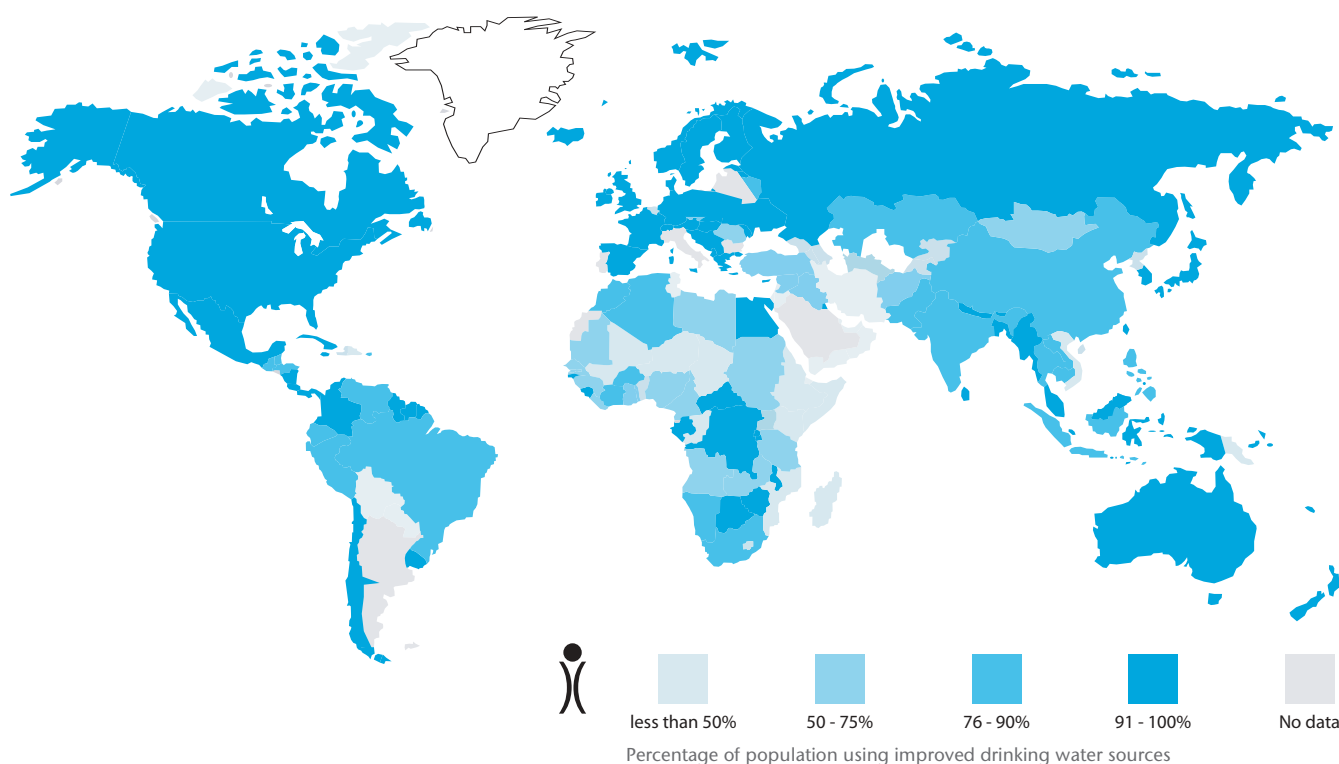 less than 50%
50 - 75%
76 - 90%
91 - 100%
No data
Percentage of population using improved drinking water sources